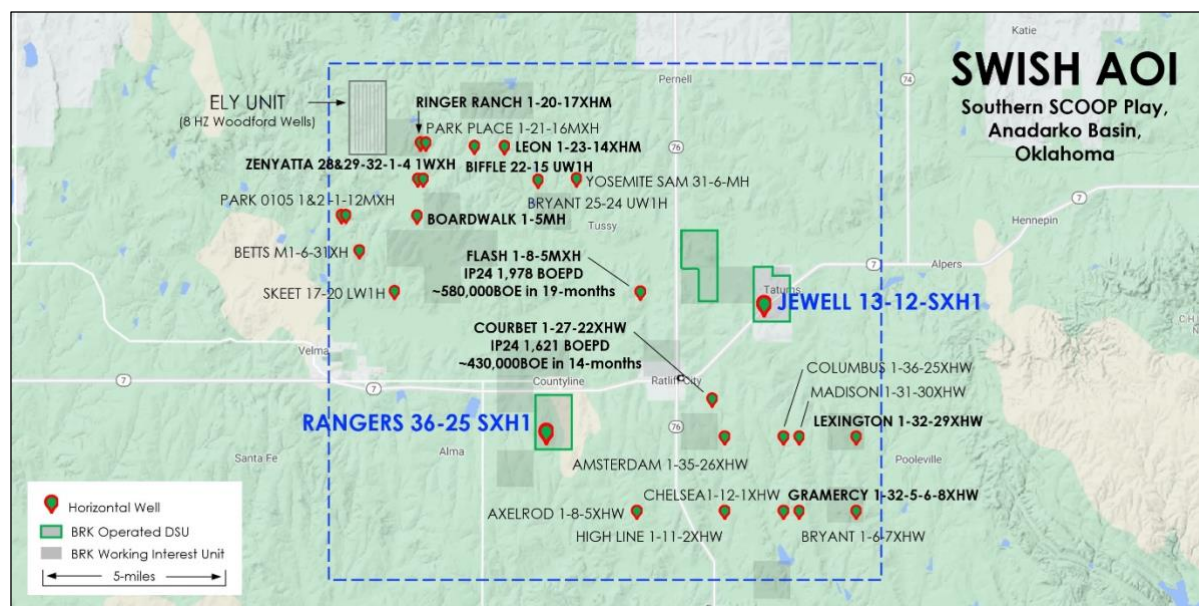 SWISH AOI
Southern SCOOP Play,
Anadarko Basin,
Oklahoma
Katie
Pernell
74
ELY UNIT
(8 HZ Woodford Wells)
RINGER RANCH 1-20-17XHM
PARK PLACE 1-21-16MXH
LEON 1-23-14XHM
76
ZENYATTA 28&29-32-1-4 1WXH
BIFFLE 22-15 UW1H
YOSEMITE SAM 31-6-MH
PARK 0105 1&21-1-12MXH
BRYANT 25-24 UW1H
BOARDWALK 1-5MH
Tussy
Hennepin
BETTS M1-6-31XH
FLASH 1-8-5MXH
IP24 1,978 BOEPD
~580,000BOE in 19-months
7
Alpers
SKEET 17-20 LW1H
Tatums
JEWELL 13-12-SXH1
COURBET 1-27-22XHW
IP24 1,621 BOEPD
~430,000BOE in 14-months
Velma
7
7
Countyline
Ratliff City
COLUMBUS 1-36-25XHW
MADISON 1-31-30XHW
RANGERS 36-25 SXH1
LEXINGTON 1-32-29XHW
76
Santa Fe
Alma
AMSTERDAM 1-35-26XHW
Pooleville
CHELSEA1-12-1XHW
GRAMERCY 1-32-5-6-8XHW
AXELROD 1-8-5XHW
HIGH LINE 1-11-2XHW
BRYANT 1-6-7XHW
Horizontal Well
BRK Operated DSU
BRK Working Interest Unit
5-miles